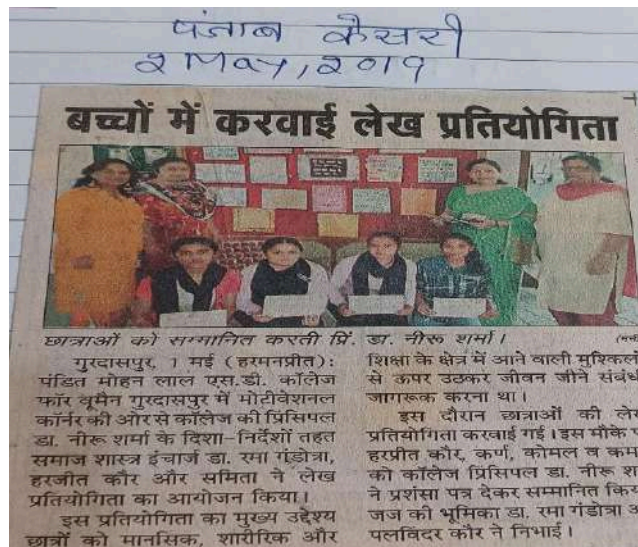 पंजाब केसरी
2 May, 2019
बच्चों में करवाई लेख प्रतियोगिता
छात्राओं को सम्मानित करती प्रिं. डा. नीरू शर्मा।
गुरदासपुर, 1 मई (हरमनप्रीत):
पंडित मोहन लाल एस.डी. कॉलेज
फॉर वूमैन गुरदासपुर में मोटीवेशनल
कॉर्नर की ओर से कॉलेज की प्रिंसिपल
डा. नीरू शर्मा के दिशा-निर्देशों तहत
समाज शास्त्र इंचार्ज डा. रमा गंडोत्रा,
हरजीत कौर और समिता ने लेख
प्रतियोगिता का आयोजन किया।
इस प्रतियोगिता का मुख्य उद्देश्य
छात्रों को मानसिक, शारीरिक और
शिक्षा के क्षेत्र में आने वाली
से ऊपर उठकर जीवन जीने
जागरूक करना था।
इस दौरान छात्राओं की
प्रतियोगिता करवाई गई। इस मौके
हरप्रीत कौर, कर्ण, कोमल व
को कॉलेज प्रिंसिपल डा. नीरू
ने प्रशंसा पत्र देकर सम्मानित
जज की भूमिका डा. रमा गंडोत्रा
पलविंदर कौर ने निभाई।